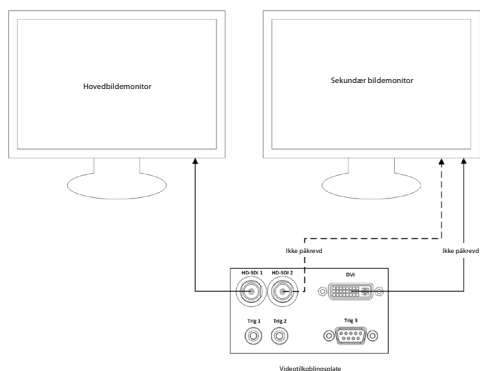 Hovedbildemonitor
Sekundær bildemonitor
Ikke påkrevd
Ikke påkrevd
HD-SDI 1
HD-SDI 2
DVI
Trig 1
Trig 2
Trig 3
Videotilkoblingsplate